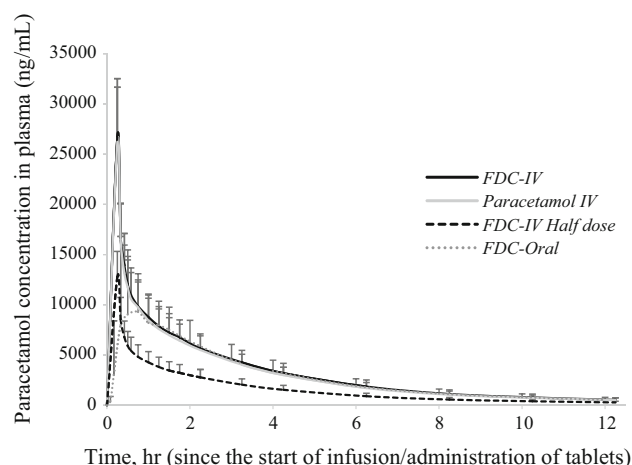 Paracetamol concentration in plasma (ng/mL)
35000
30000
25000
20000
15000
10000
5000
0
0 2 4 6 8 10 12
FDC-IV
Paracetamol IV
FDC-IV Half dose
FDC-Oral
Time, hr (since the start of infusion/administration of tablets)